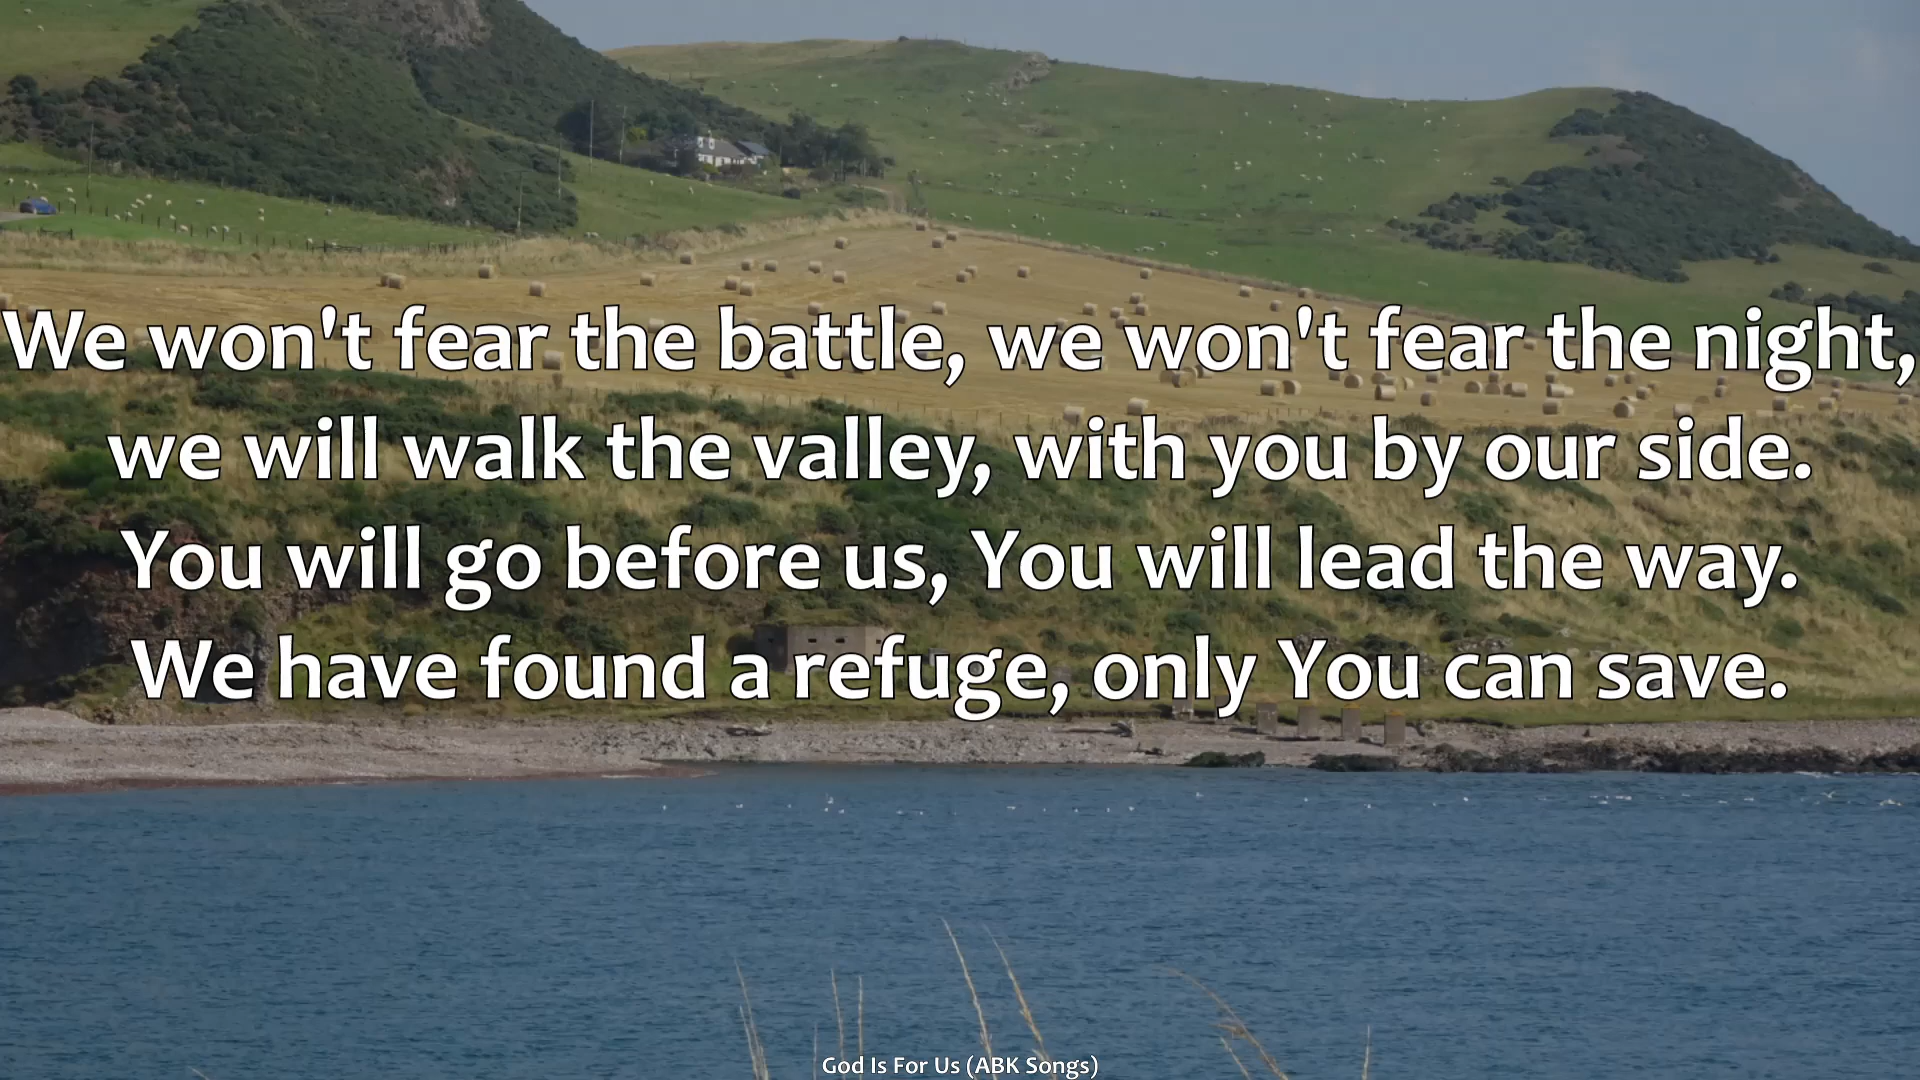 We won't fear the battle, we won't fear the night,
we will walk the valley, with you by our side.
You will go before us, You will lead the way.
We have found a refuge, only You can save.
God Is For Us (ABK Songs)